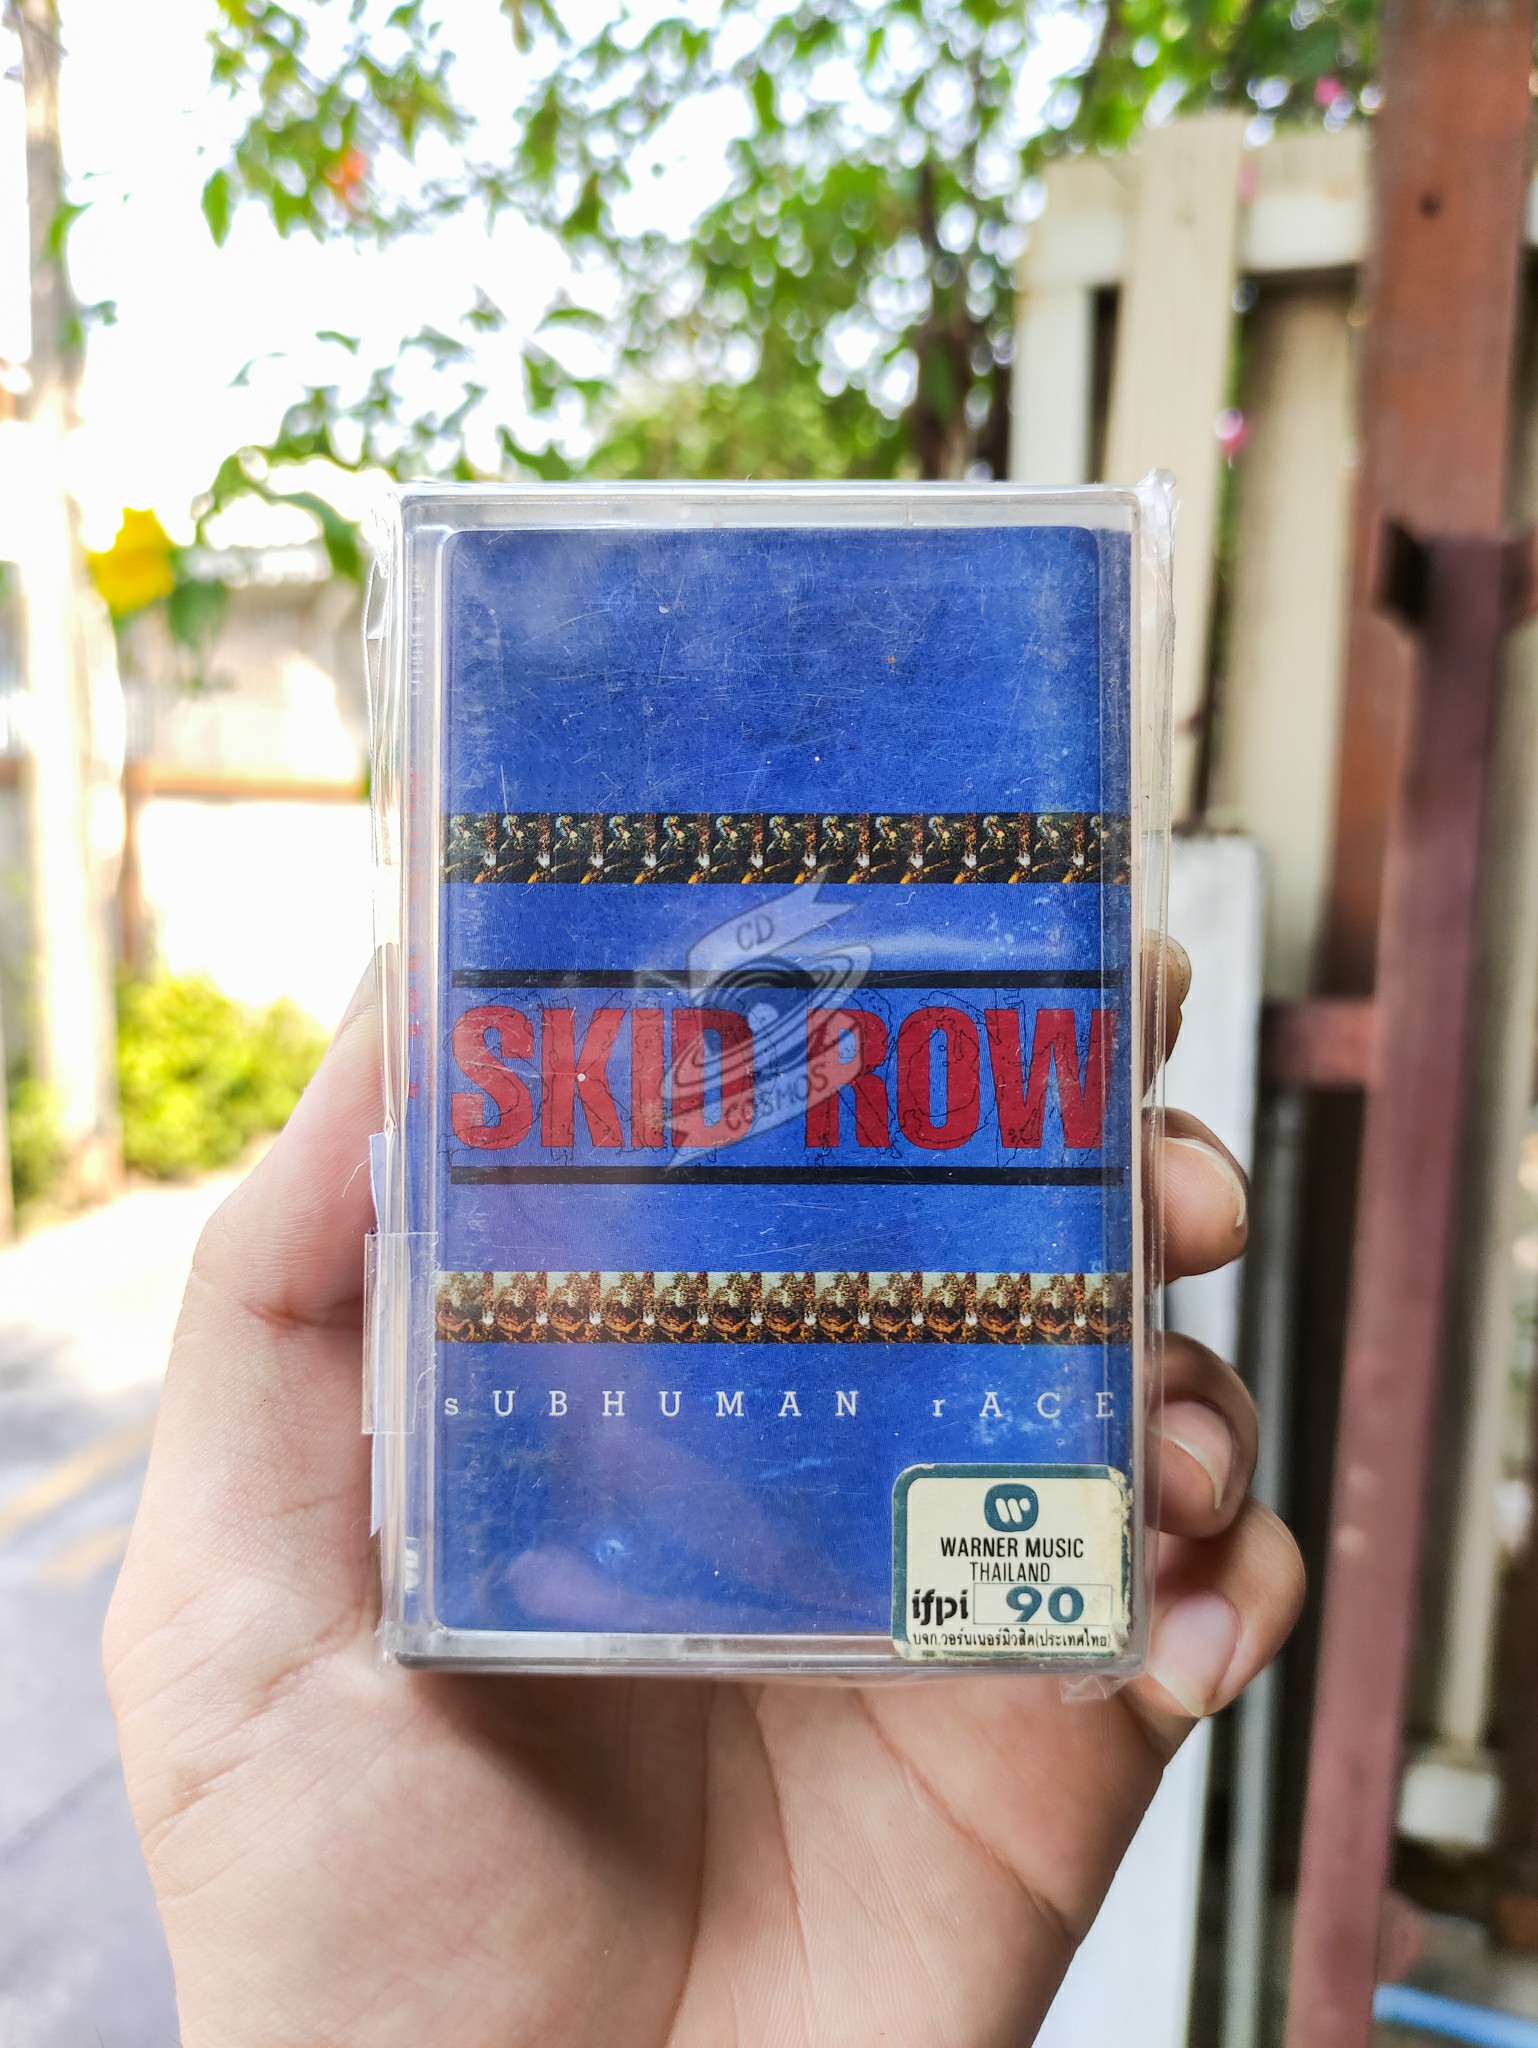 CD
COSMOS
SKID ROW
sUBHUMAN rACE
WARNER MUSIC
THAILAND
ifpi 90
บจก.วอร์นเนอร์มิวสิค(ประเทศไทย)